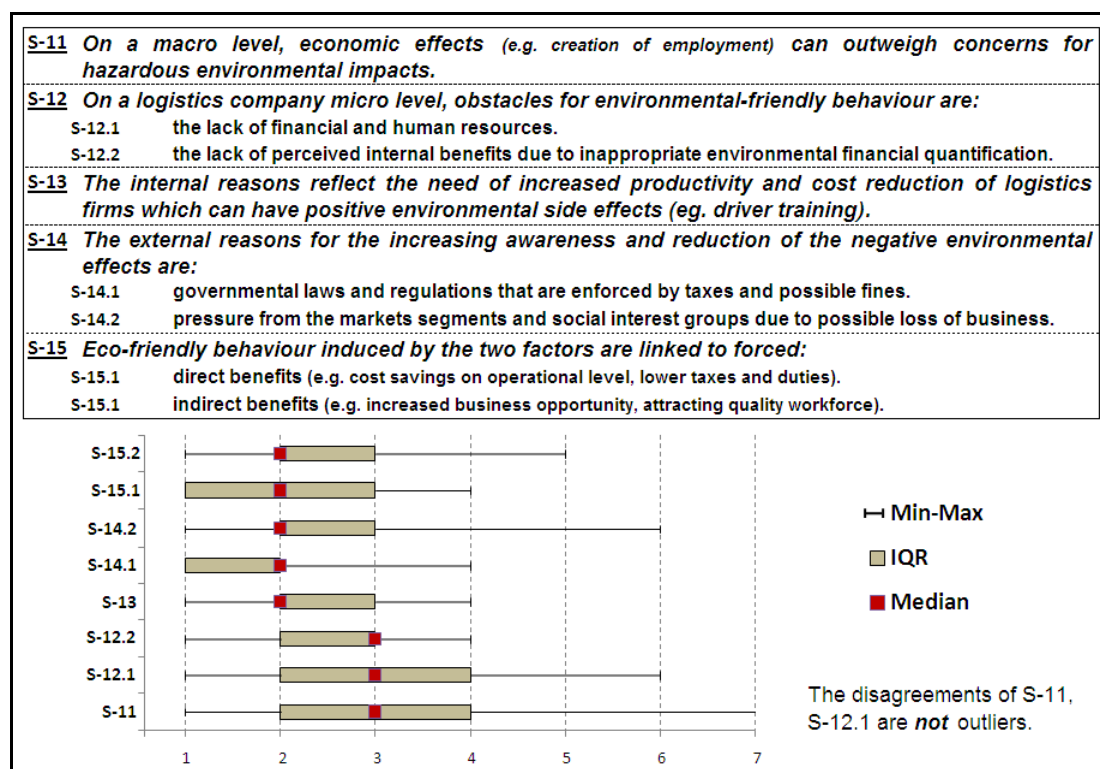 S-11 On a macro level, economic effects (e.g. creation of employment) can outweigh concerns for
hazardous environmental impacts.
S-12 On a logistics company micro level, obstacles for environmental-friendly behaviour are:
S-12.1 the lack of financial and human resources.
S-12.2 the lack of perceived internal benefits due to inappropriate environmental financial quantification.
S-13 The internal reasons reflect the need of increased productivity and cost reduction of logistics
firms which can have positive environmental side effects (eg. driver training).
S-14 The external reasons for the increasing awareness and reduction of the negative environmental
effects are:
S-14.1 governmental laws and regulations that are enforced by taxes and possible fines.
S-14.2 pressure from the markets segments and social interest groups due to possible loss of business.
S-15 Eco-friendly behaviour induced by the two factors are linked to forced:
S-15.1 direct benefits (e.g. cost savings on operational level, lower taxes and duties).
S-15.1 indirect benefits (e.g. increased business opportunity, attracting quality workforce).
S-15.2
S-15.1
S-14.2
S-14.1
S-13
S-12.2
S-12.1
S-11
1 2 3 4 5 6 7
Min-Max
IQR
Median
The disagreements of S-11,
S-12.1 are not outliers.